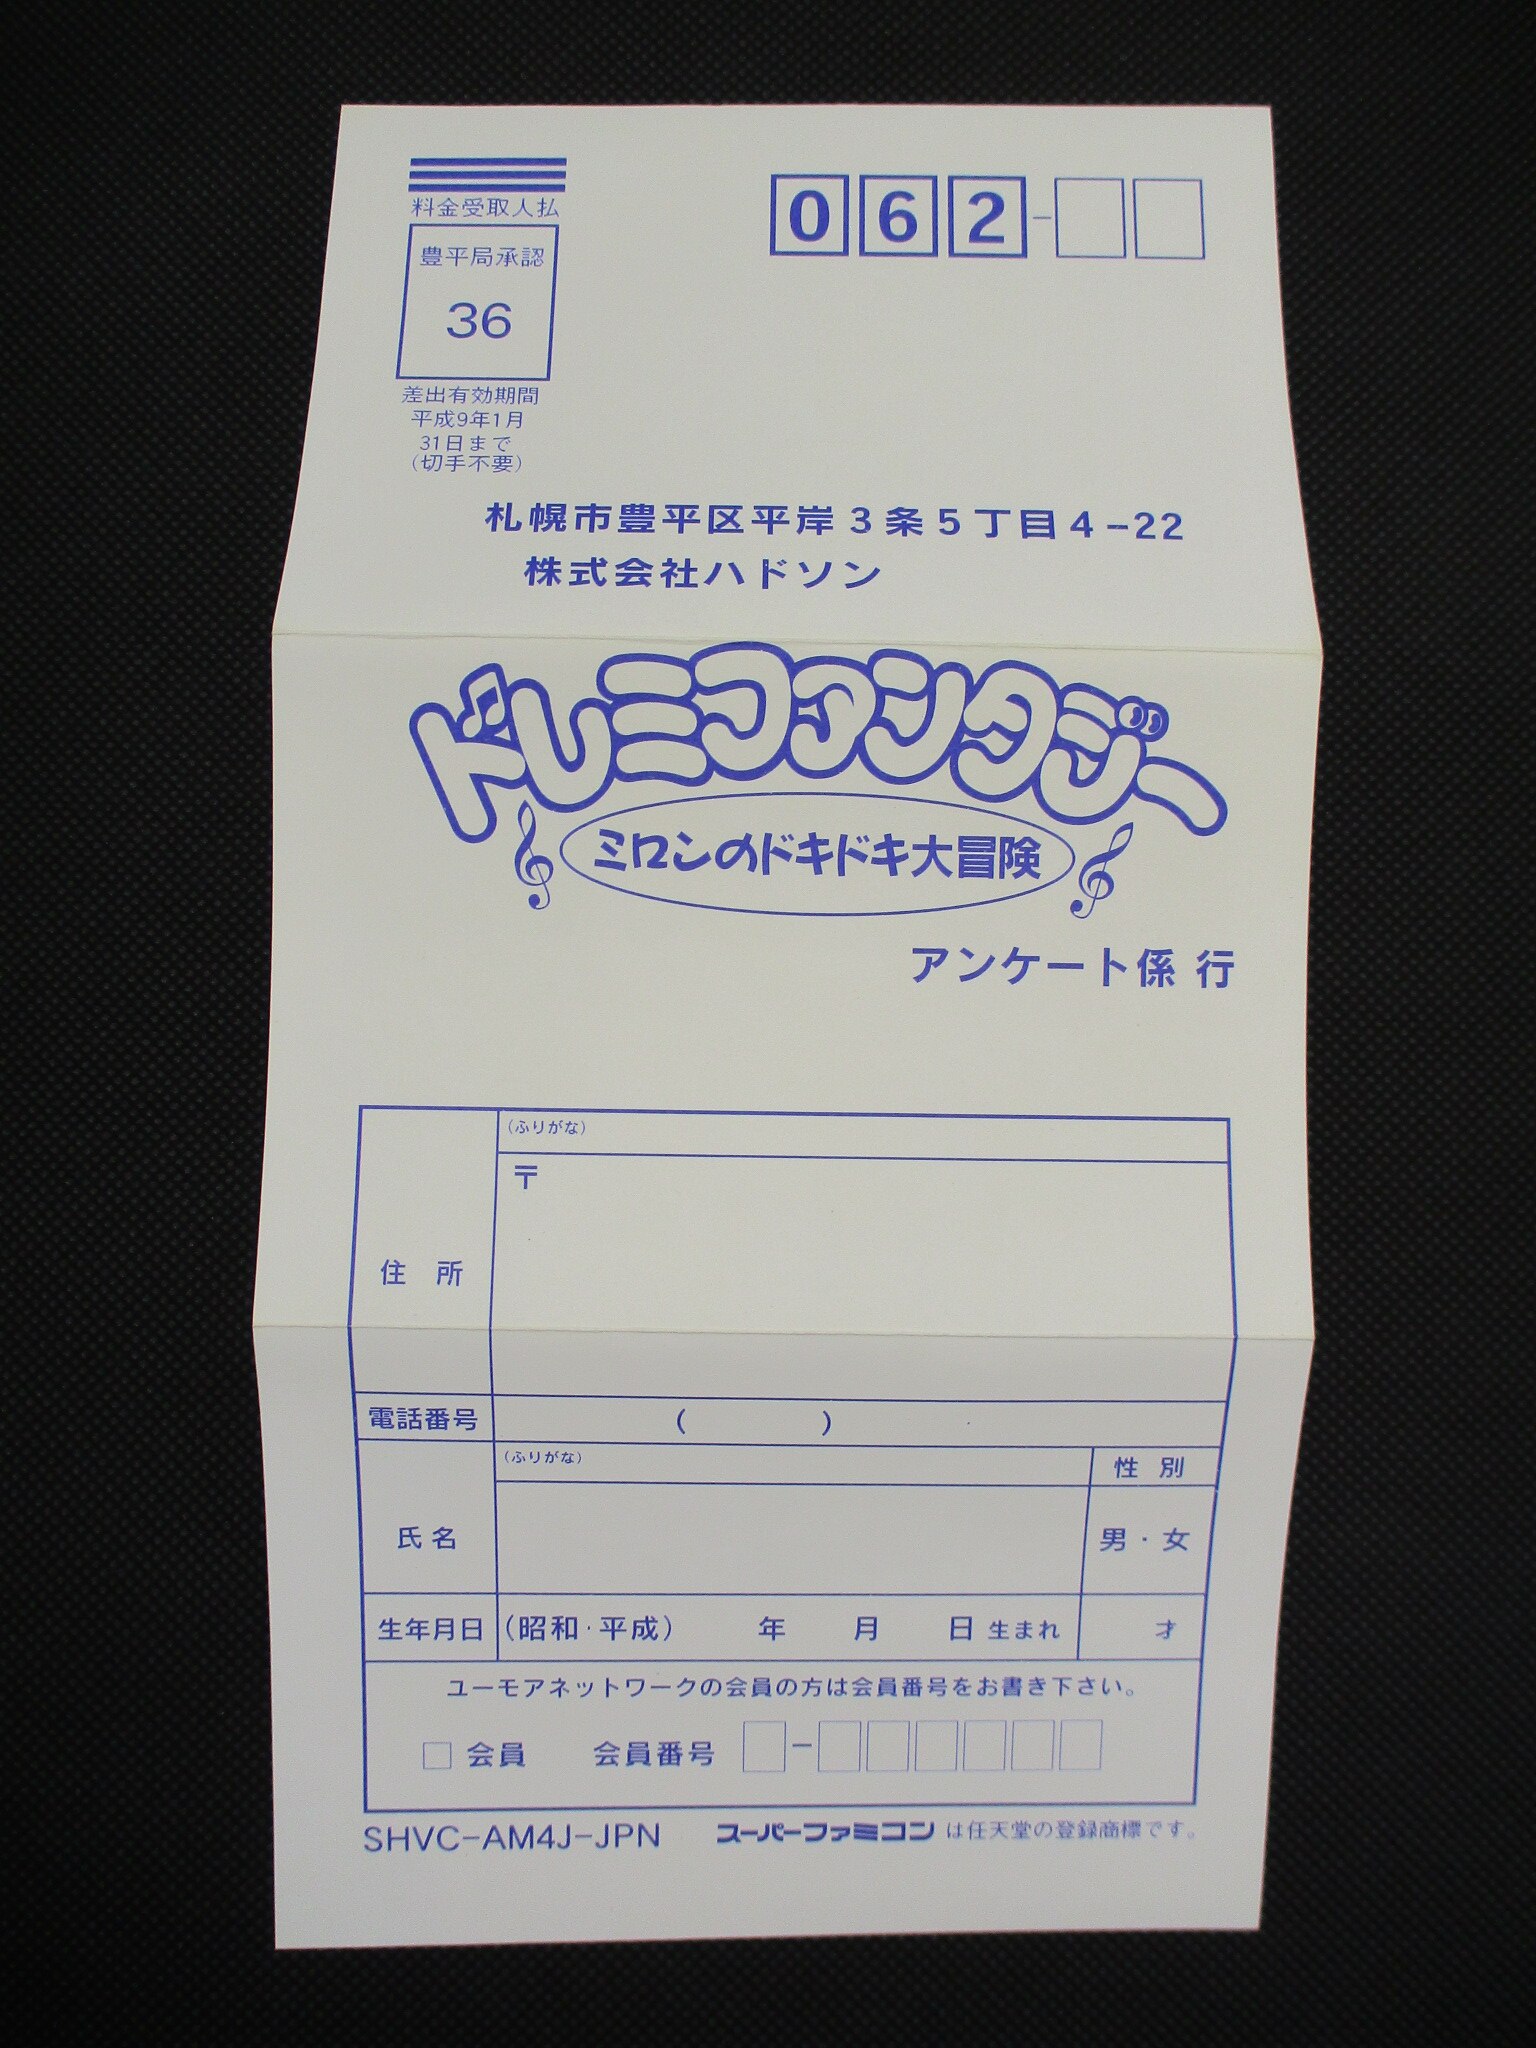 料金受取人払
豊平局承認
36
差出有効期間
平成9年1月
31日まで
(切手不要)
062-
札幌市豊平区平岸3条5丁目4-22
株式会社ハドソン
ドレミファンタジー
ミロンのドキドキ大冒険
アンケート係 行
(ふりがな)
〒
住 所
電話番号 ( )
(ふりがな)
性 別
氏名
男・女
生年月日 (昭和・平成) 年 月 日 生まれ 才
ユーモアネットワークの会員の方は会員番号をお書き下さい。
□ 会員 会員番号 □-□□□□□□
SHVC-AM4J-JPN スーパーファミコン は任天堂の登録商標です。